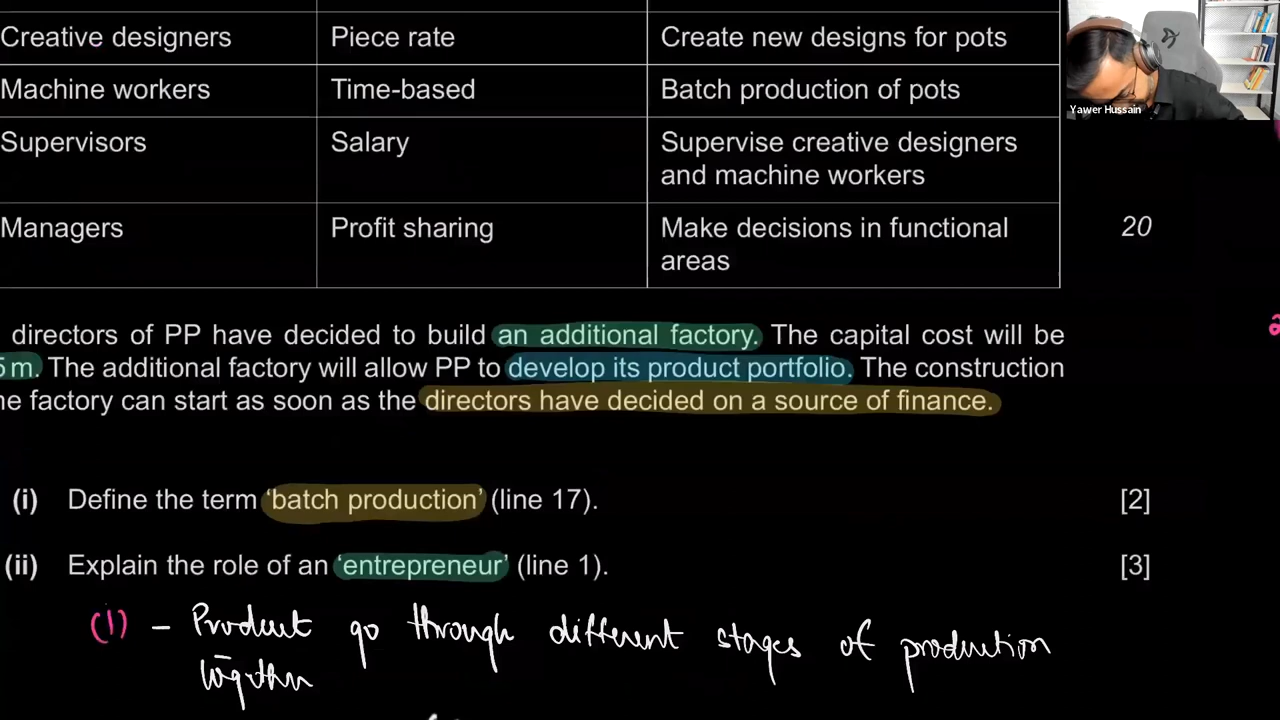 Creative designers Piece rate Create new designs for pots
Machine workers Time-based Batch production of pots
Supervisors Salary Supervise creative designers
and machine workers
Managers Profit sharing Make decisions in functional 20
areas
directors of PP have decided to build an additional factory. The capital cost will be
5 m. The additional factory will allow PP to develop its product portfolio. The construction
he factory can start as soon as the directors have decided on a source of finance.
(i) Define the term ‘batch production’ (line 17). [2]
(ii) Explain the role of an ‘entrepreneur’ (line 1). [3]
(1) – Product go through different stages of production
together
Yawer Hussain